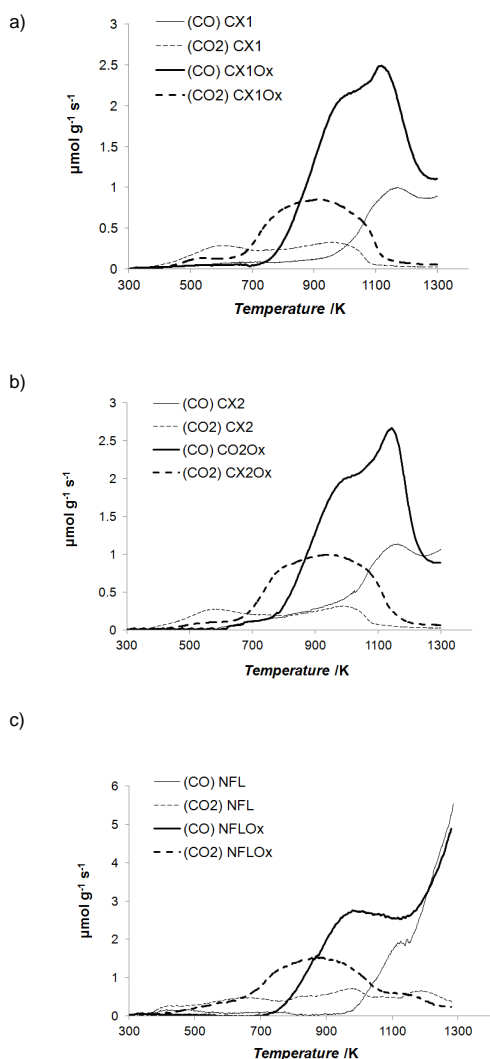 a)
(CO) CX1
(CO2) CX1
(CO) CX1Ox
(CO2) CX1Ox
µmol g-1 s-1
3
2.5
2
1.5
1
0.5
0
300 500 700 900 1100 1300
Temperature /K
b)
(CO) CX2
(CO2) CX2
(CO) CO2Ox
(CO2) CX2Ox
µmol g-1 s-1
3
2.5
2
1.5
1
0.5
0
300 500 700 900 1100 1300
Temperature /K
c)
(CO) NFL
(CO2) NFL
(CO) NFLOx
(CO2) NFLOx
µmol g-1 s-1
6
5
4
3
2
1
0
300 500 700 900 1100 1300
Temperature /K